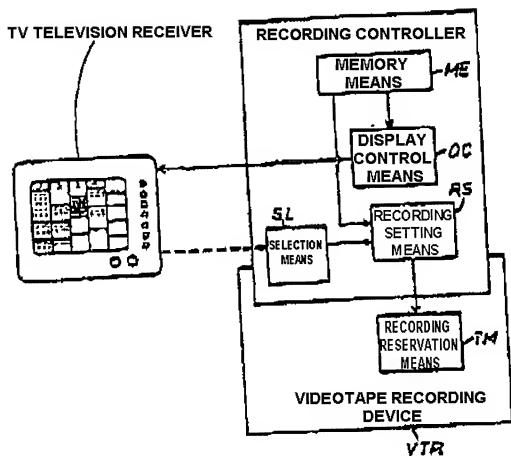 TV TELEVISION RECEIVER
RECORDING CONTROLLER
MEMORY
MEANS
ME
DISPLAY
CONTROL
MEANS
RS
SL
SELECTION
MEANS
RECORDING
SETTING
MEANS
RECORDING
RESERVATION
MEANS
TM
VIDEOTAPE RECORDING
DEVICE
VTR